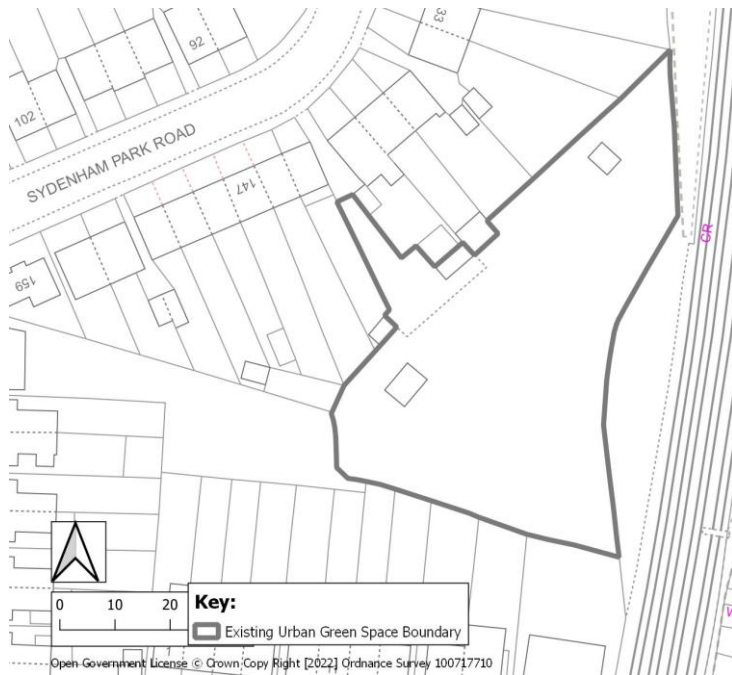 33
92
102
SYDENHAM PARK ROAD
147
CR
159
0 10 20
Key:
Existing Urban Green Space Boundary
Open Government License © Crown Copy Right [2022] Ordnance Survey 100717710